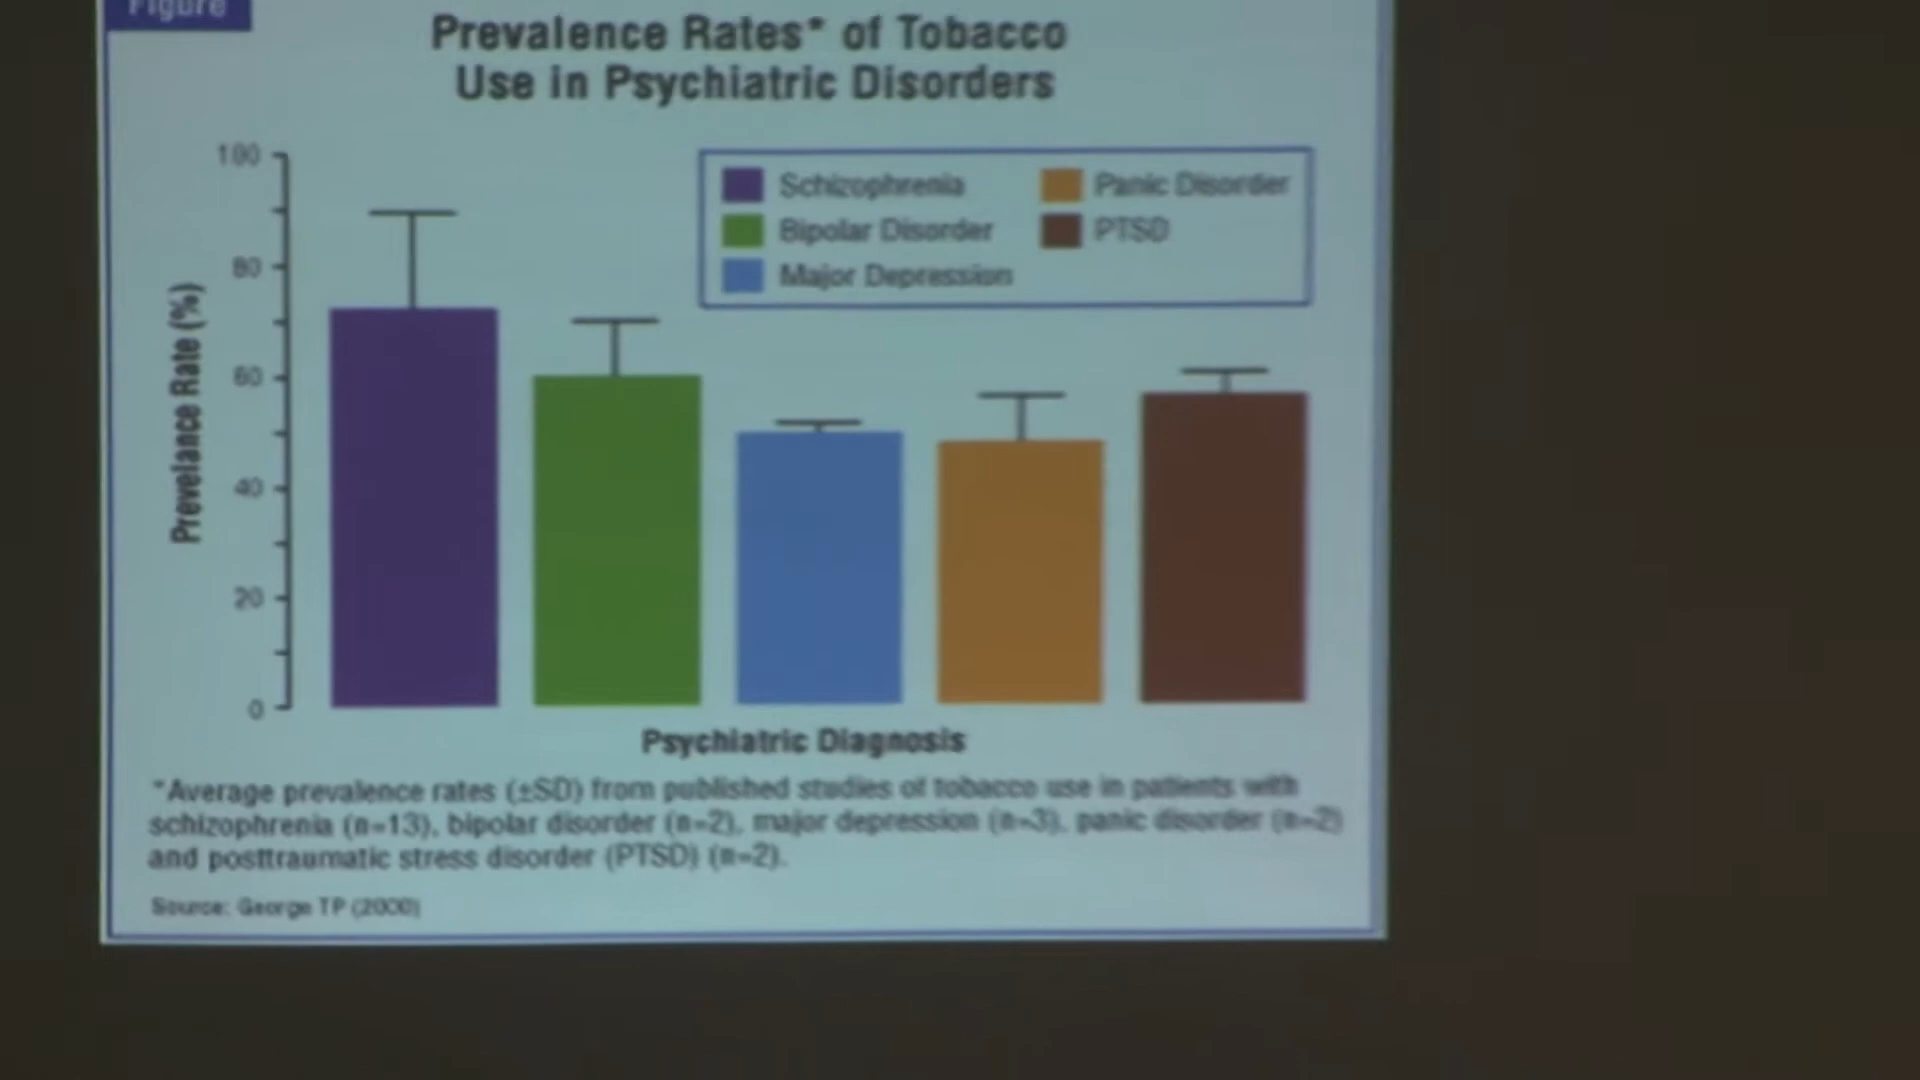 Figure
Prevalence Rates* of Tobacco
Use in Psychiatric Disorders
100
80
60
40
20
0
Prevelance Rate (%)
Schizophrenia
Panic Disorder
Bipolar Disorder
PTSD
Major Depression
Psychiatric Diagnosis
*Average prevalence rates (±SD) from published studies of tobacco use in patients with
schizophrenia (n=13), bipolar disorder (n=2), major depression (n=3), panic disorder (n=2)
and posttraumatic stress disorder (PTSD) (n=2).
Source: George TP (2000)